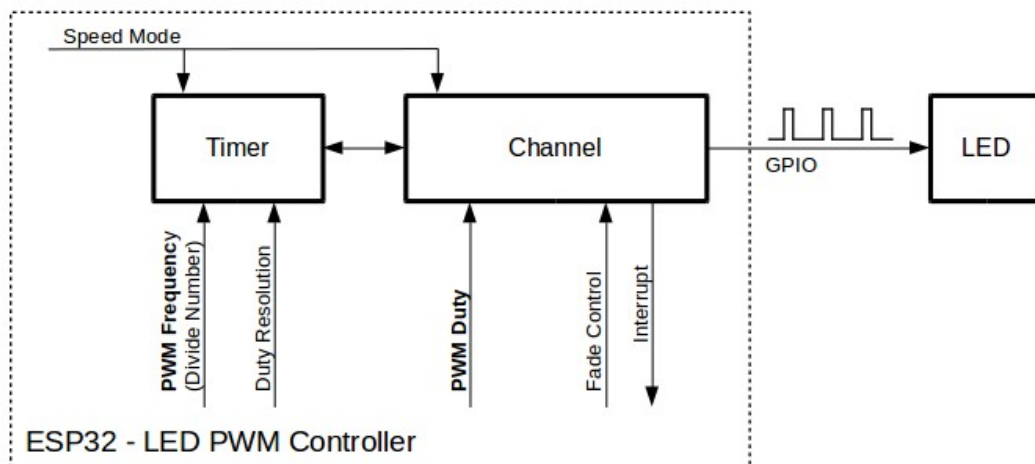 Speed Mode
Timer
Channel
GPIO
LED
PWM Frequency
(Divide Number)
Duty Resolution
PWM Duty
Fade Control
Interrupt
ESP32 - LED PWM Controller